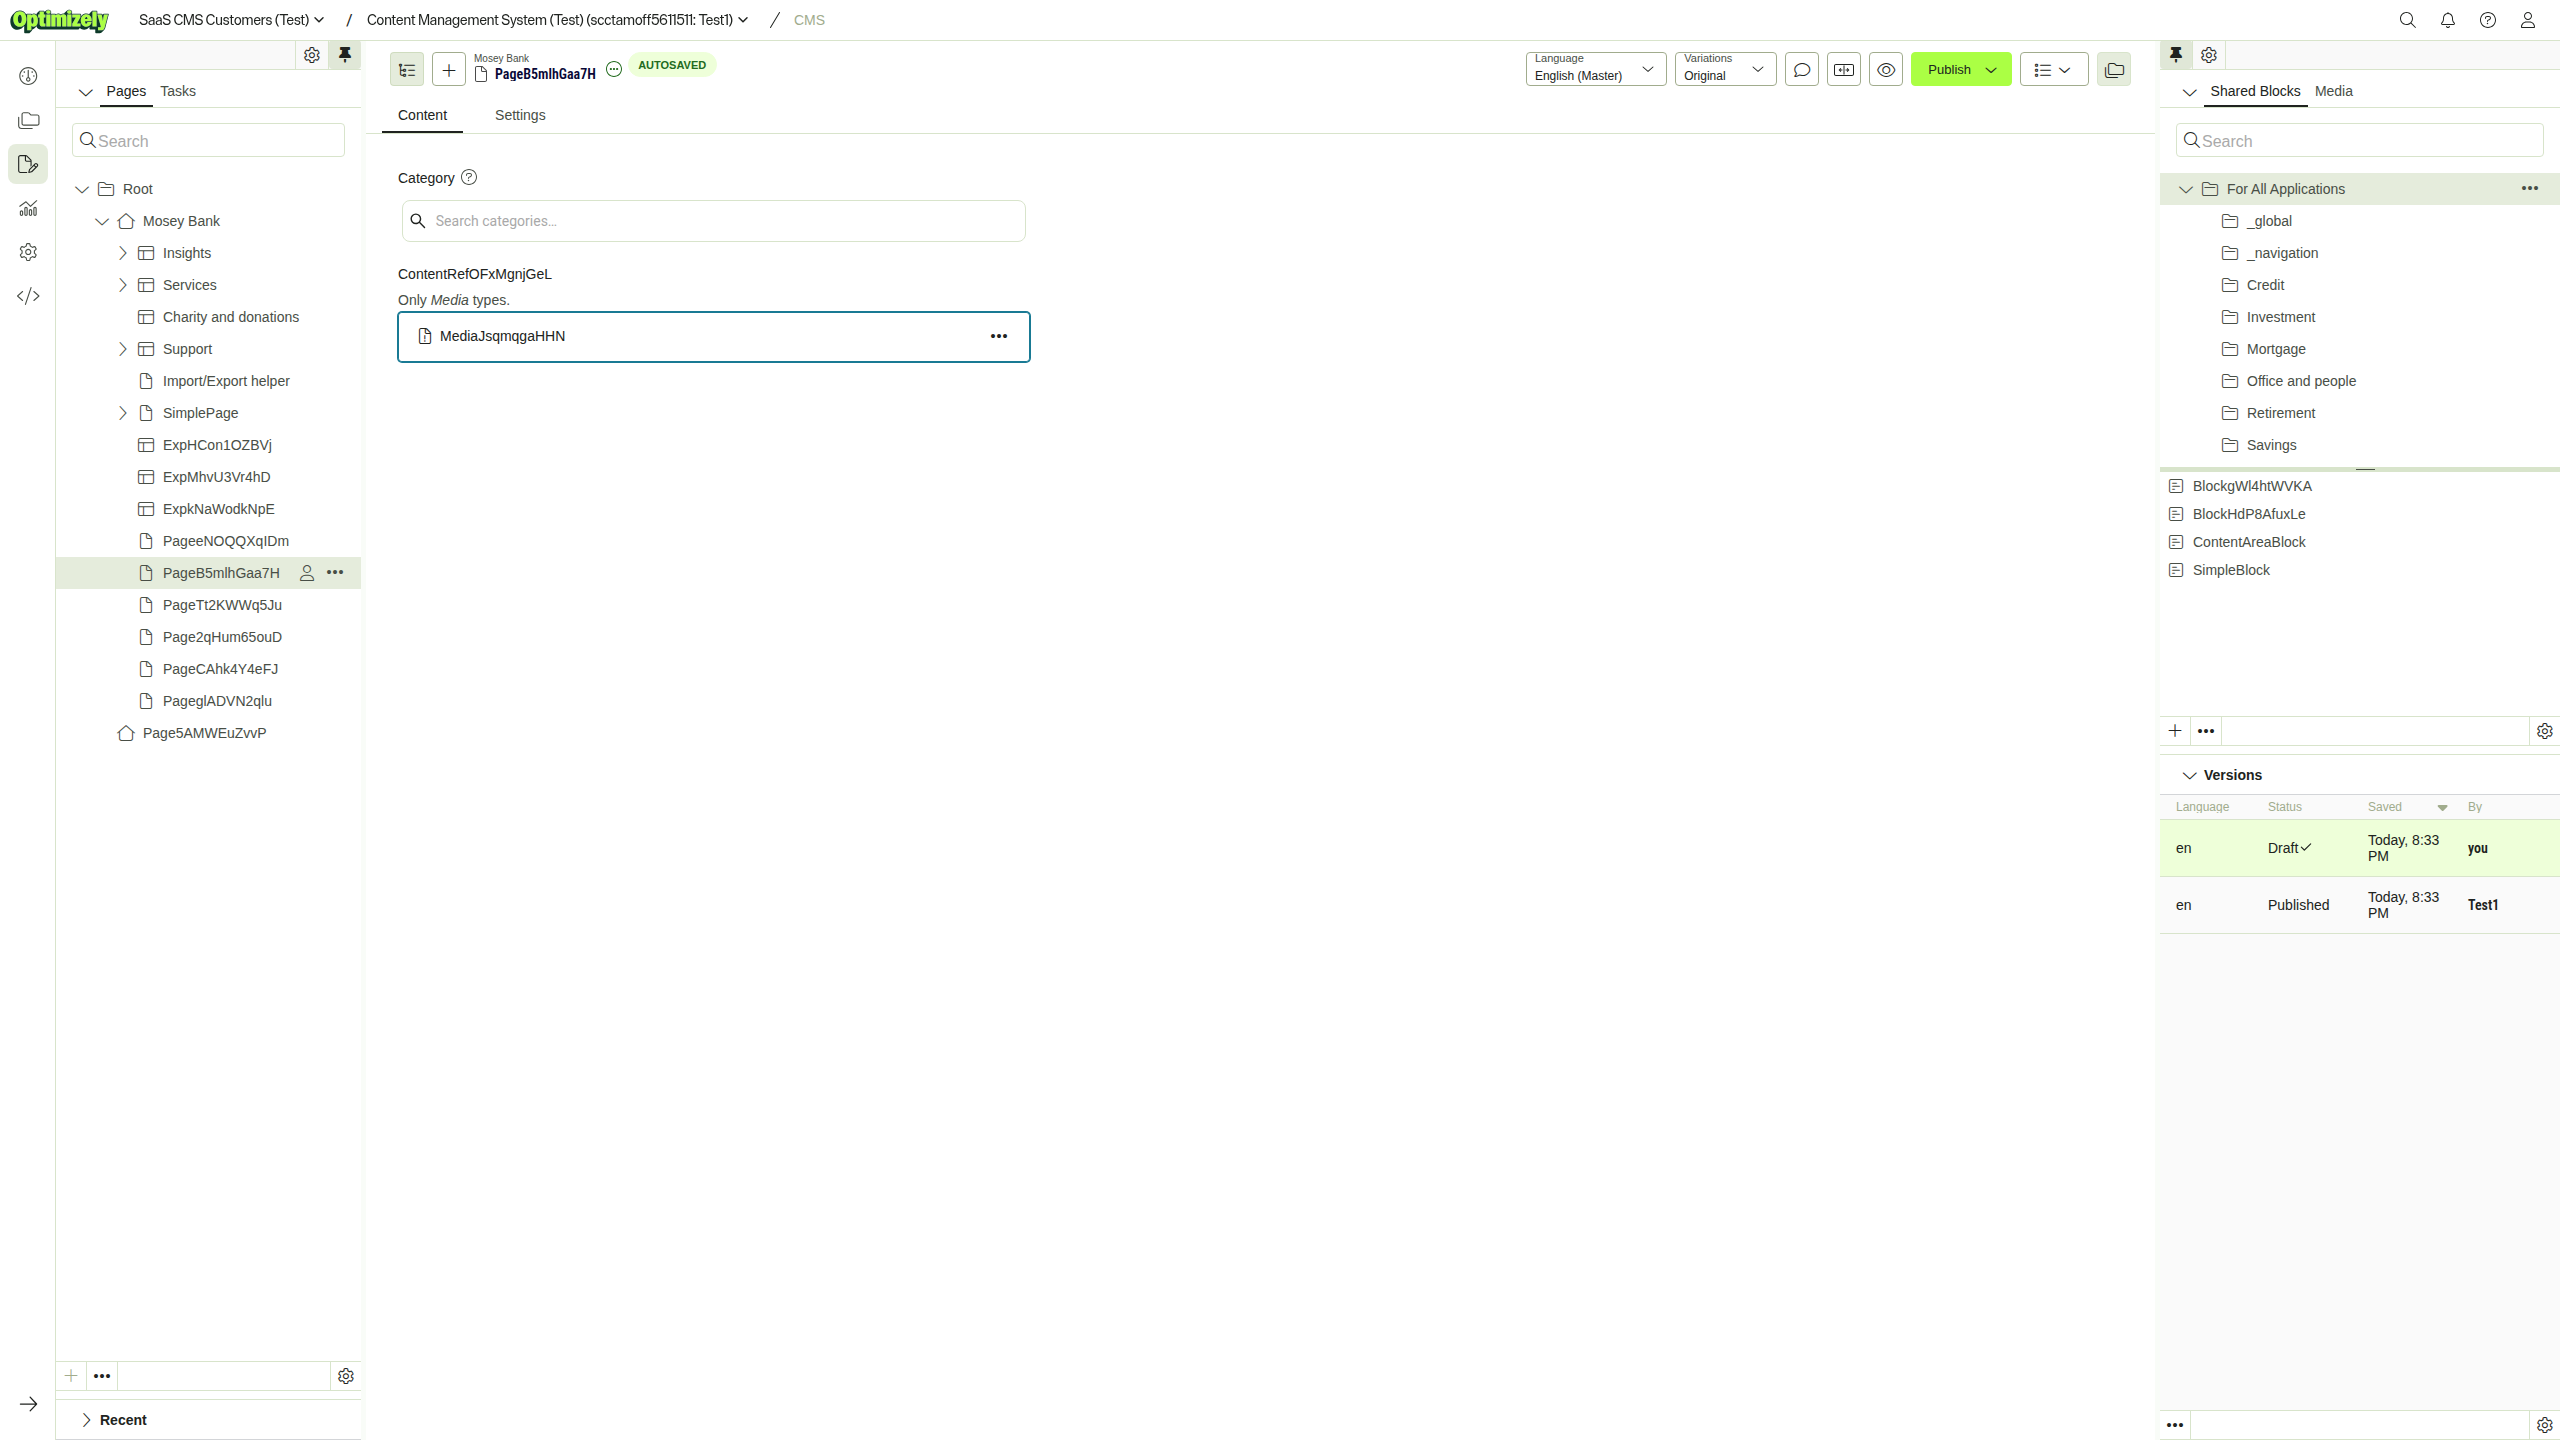 Optimizely
SaaS CMS Customers (Test)
/
Content Management System (Test) (scctamoff5611511: Test1)
/
CMS
Pages
Tasks
Search
Root
Mosey Bank
Insights
Services
Charity and donations
Support
Import/Export helper
SimplePage
ExpHCon1OZBVj
ExpMhvU3Vr4hD
ExpkNaWodkNpE
PageeNOQQXqIDm
PageB5mlhGaa7H
PageTt2KWWq5Ju
Page2qHum65ouD
PageCAhk4Y4eFJ
PageglADVN2qlu
Page5AMWEuZvvP
Recent
Mosey Bank
PageB5mlhGaa7H
AUTOSAVED
Language
English (Master)
Variations
Original
Publish
Content
Settings
Category
Search categories...
ContentRefOFxMgnjGeL
Only Media types.
MediaJsqmqgaHHN
Shared Blocks
Media
Search
For All Applications
_global
_navigation
Credit
Investment
Mortgage
Office and people
Retirement
Savings
BlockgWl4htWVKA
BlockHdP8AfuxLe
ContentAreaBlock
SimpleBlock
Versions
Language Status Saved By
en Draft Today, 8:33 PM you
en Published Today, 8:33 PM Test1